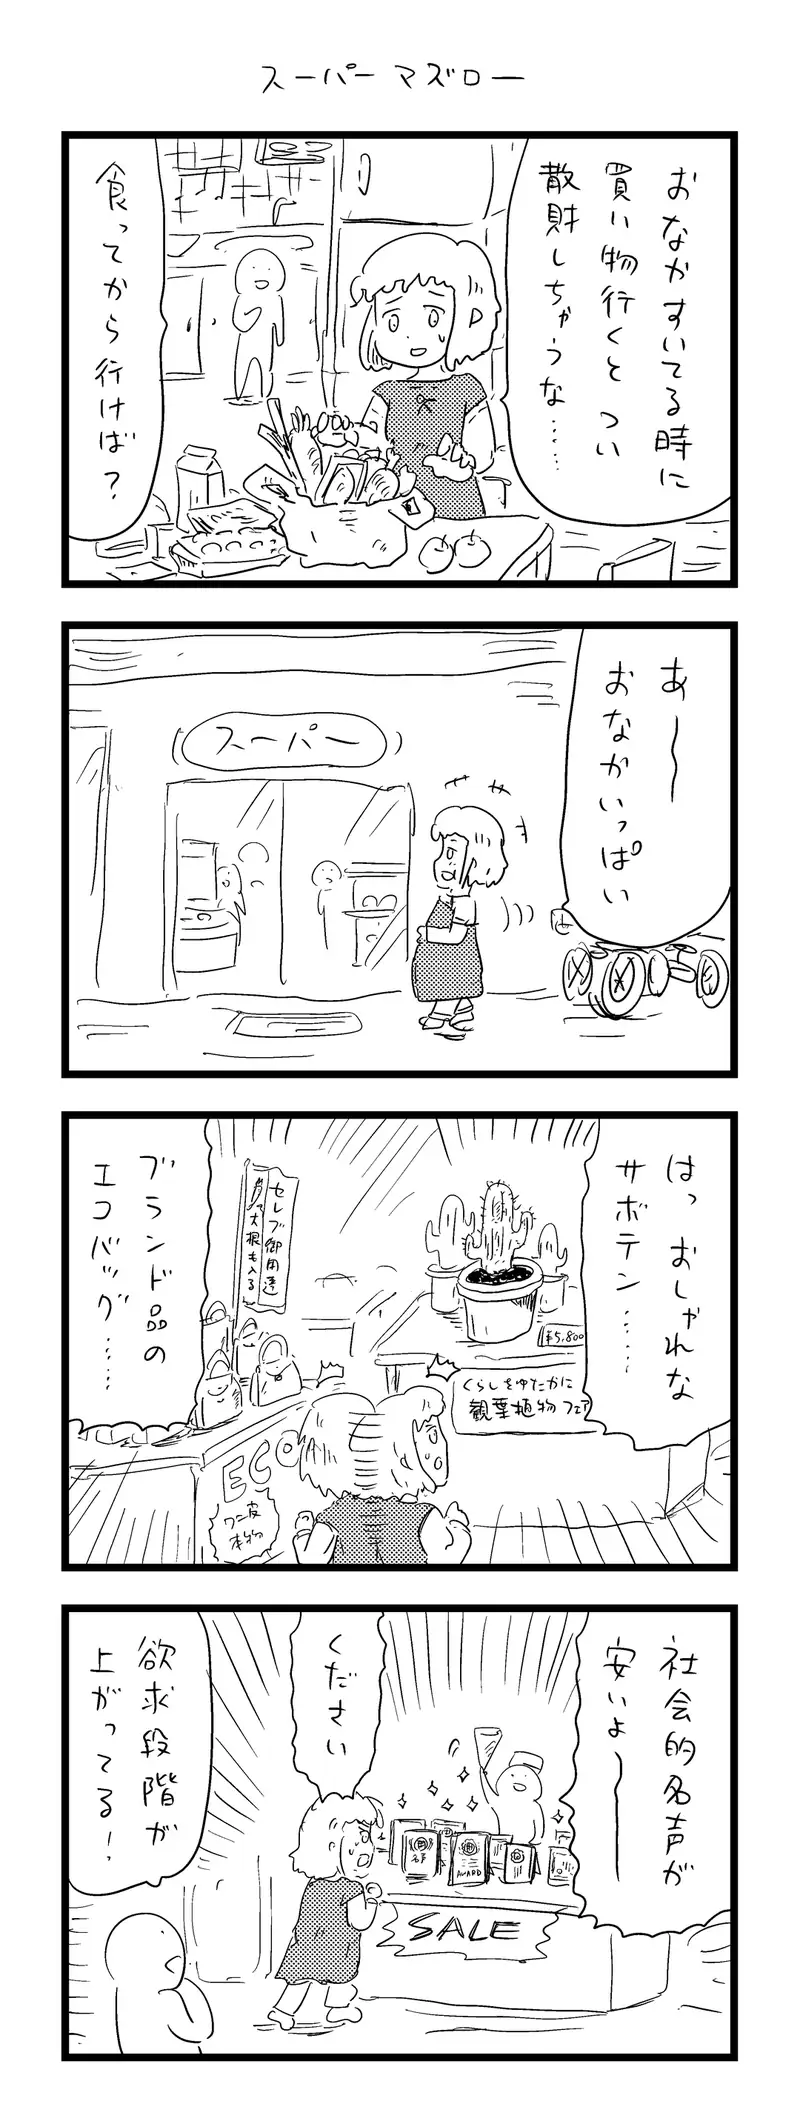 スーパーマズロー
おなかすいてる時に
買い物行くとつい
散財しちゃうな……
食ってから行けば？
あ〜〜
おなかいっぱい
スーパー
はっおしゃれな
サボテン……
¥5,800
くらしをゆたかに
観葉植物フェア
セレブ御用達
大根も入る
ブランド品の
エコバッグ……
ECO
ワニ皮
本物
社会的名声が
安いよ〜〜
ください
名誉
AWARD
SALE
欲求段階が
上がってる！